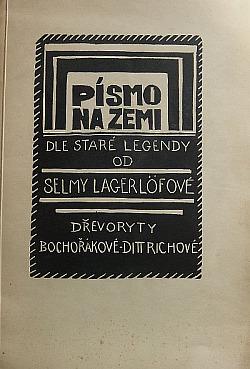 PÍSMO
NA ZEMI
DLE STARÉ LEGENDY
OD
SELMY LAGERLÖFOVÉ
DŘEVORYTY
BOCHOŘÁKOVÉ-DITTRICHOVÉ